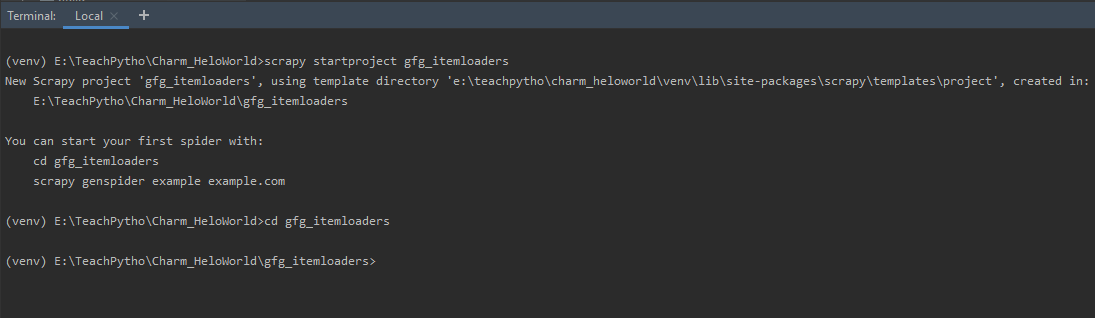 Terminal: Local × +
(venv) E:\TeachPytho\Charm_HeloWorld>scrapy startproject gfg_itemloaders
New Scrapy project 'gfg_itemloaders', using template directory 'e:\teachpytho\charm_heloworld\venv\lib\site-packages\scrapy\templates\project', created in:
    E:\TeachPytho\Charm_HeloWorld\gfg_itemloaders
You can start your first spider with:
    cd gfg_itemloaders
    scrapy genspider example example.com
(venv) E:\TeachPytho\Charm_HeloWorld>cd gfg_itemloaders
(venv) E:\TeachPytho\Charm_HeloWorld\gfg_itemloaders>